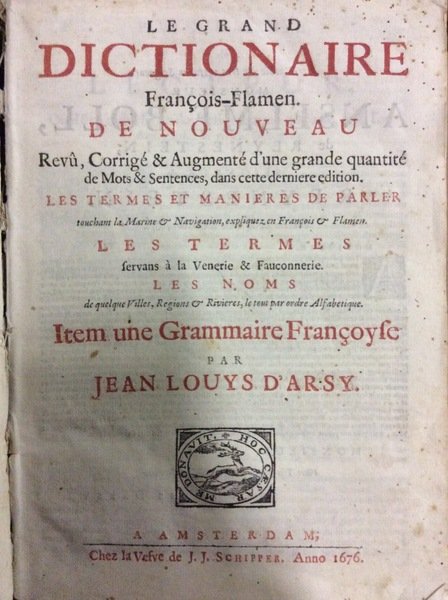 LE GRAND
DICTIONAIRE
François-Flamen.
DE NOUVEAU
Revû, Corrigé & Augmenté d'une grande quantité
de Mots & Sentences, dans cette derniere edition.
LES TERMES ET MANIERES DE PARLER
touchant la Marine & Navigation, expliquez en François & Flamen.
LES TERMES
servans à la Venerie & Fauconnerie.
LES NOMS
de quelque Villes, Regions & Rivieres, le tout par ordre Alfabetique.
Item une Grammaire Françoyse
PAR
JEAN LOUYS D'ARSY.
HOC CESAR ME DONAVIT
A AMSTERDAM,
Chez la Vefve de J. J. SCHIPPER, Anno 1676.